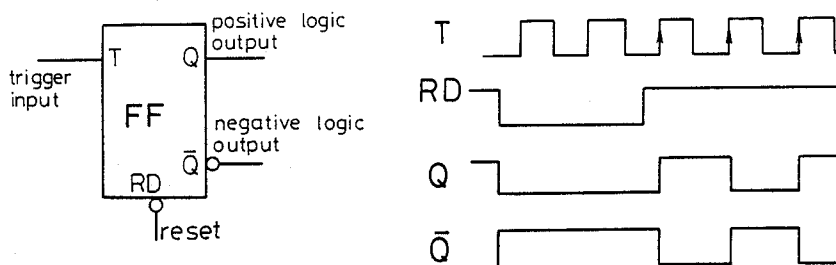 positive logic
output
T
Q
trigger
input
FF
negative logic
output
Q̄
RD
reset
T
RD
Q
Q̄